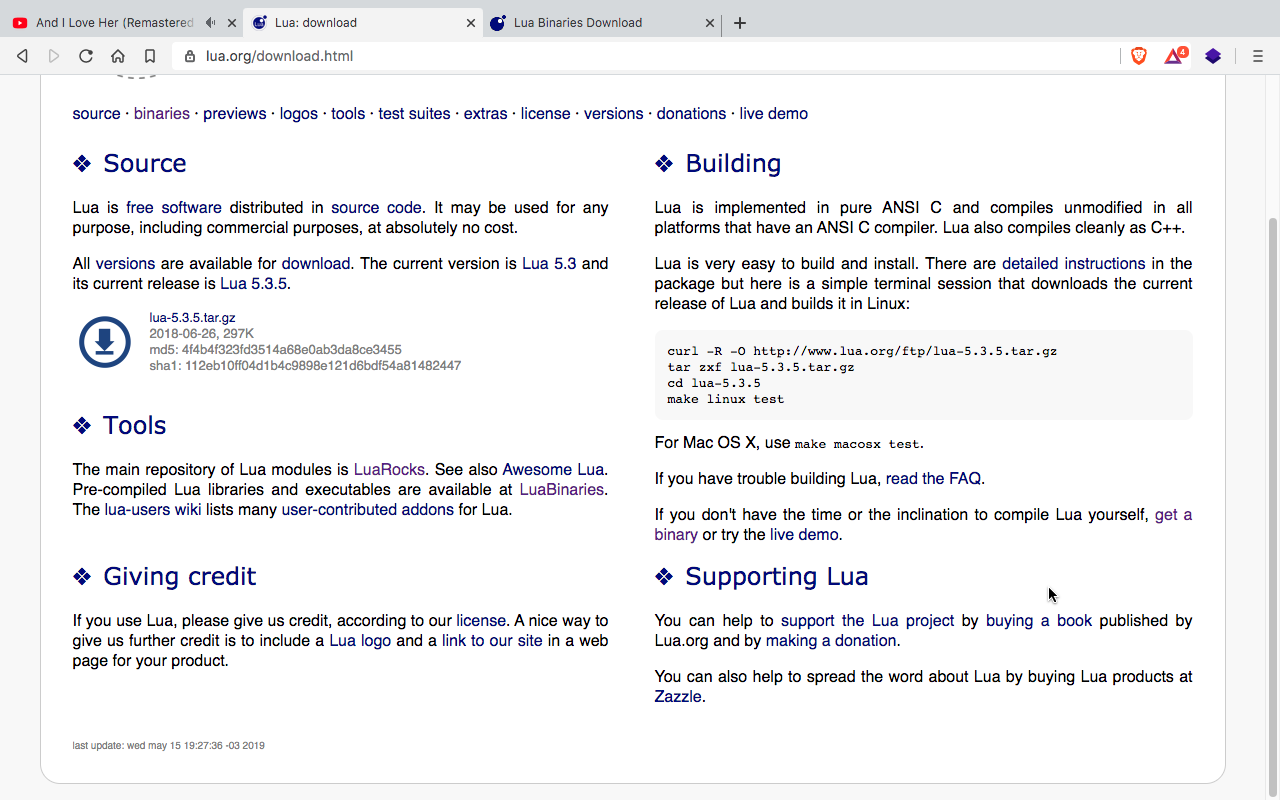 And I Love Her (Remastered
Lua: download
Lua Binaries Download
lua.org/download.html
4
source · binaries · previews · logos · tools · test suites · extras · license · versions · donations · live demo
❖ Source
Lua is free software distributed in source code. It may be used for any
purpose, including commercial purposes, at absolutely no cost.
All versions are available for download. The current version is Lua 5.3 and
its current release is Lua 5.3.5.
lua-5.3.5.tar.gz
2018-06-26, 297K
md5: 4f4b4f323fd3514a68e0ab3da8ce3455
sha1: 112eb10ff04d1b4c9898e121d6bdf54a81482447
❖ Tools
The main repository of Lua modules is LuaRocks. See also Awesome Lua.
Pre-compiled Lua libraries and executables are available at LuaBinaries.
The lua-users wiki lists many user-contributed addons for Lua.
❖ Giving credit
If you use Lua, please give us credit, according to our license. A nice way to
give us further credit is to include a Lua logo and a link to our site in a web
page for your product.
❖ Building
Lua is implemented in pure ANSI C and compiles unmodified in all
platforms that have an ANSI C compiler. Lua also compiles cleanly as C++.
Lua is very easy to build and install. There are detailed instructions in the
package but here is a simple terminal session that downloads the current
release of Lua and builds it in Linux:
curl -R -O http://www.lua.org/ftp/lua-5.3.5.tar.gz
tar zxf lua-5.3.5.tar.gz
cd lua-5.3.5
make linux test
For Mac OS X, use make macosx test.
If you have trouble building Lua, read the FAQ.
If you don't have the time or the inclination to compile Lua yourself, get a
binary or try the live demo.
❖ Supporting Lua
You can help to support the Lua project by buying a book published by
Lua.org and by making a donation.
You can also help to spread the word about Lua by buying Lua products at
Zazzle.
last update: wed may 15 19:27:36 -03 2019